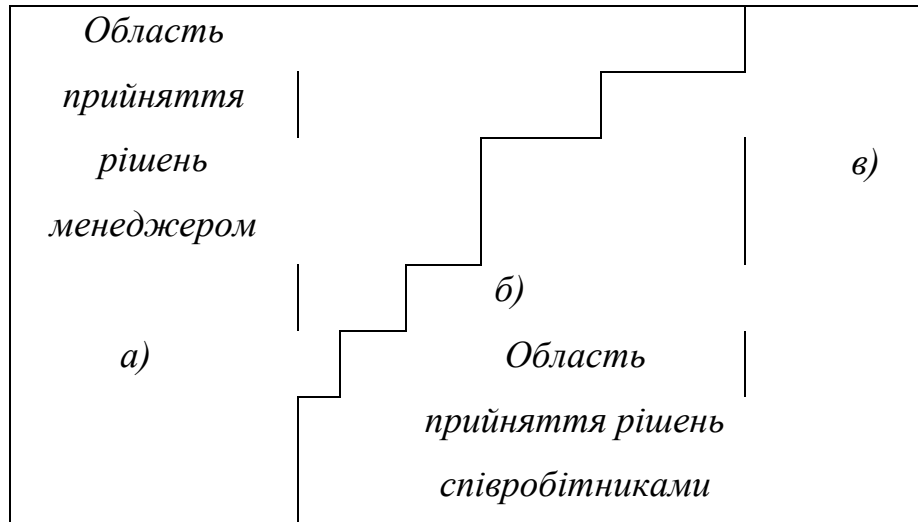 Область
прийняття
рішень
менеджером
а)
б)
в)
Область
прийняття рішень
співробітниками